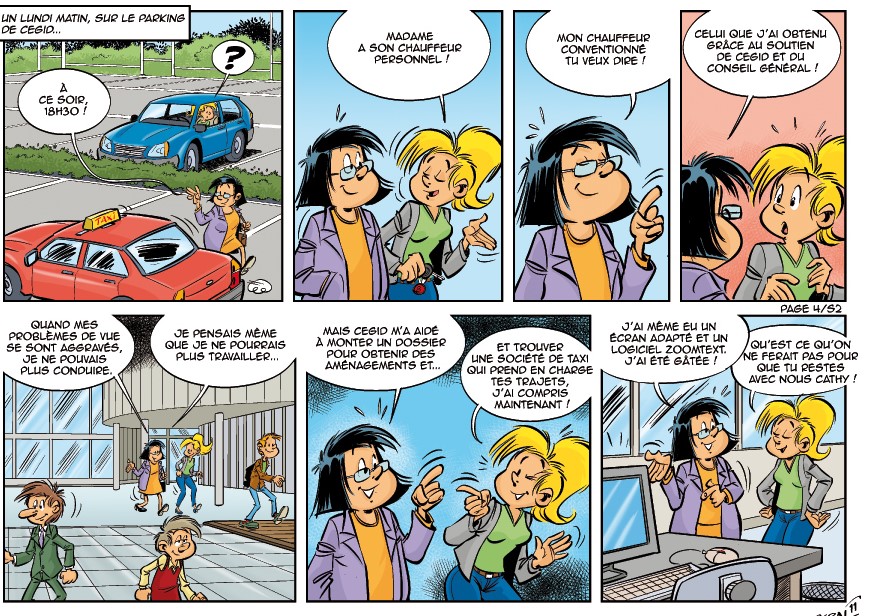 UN LUNDI MATIN, SUR LE PARKING
DE CEGID...
?
À
CE SOIR,
18H30 !
TAXI
MADAME
A SON CHAUFFEUR
PERSONNEL !
MON CHAUFFEUR
CONVENTIONNÉ
TU VEUX DIRE !
CELUI QUE J'AI OBTENU
GRÂCE AU SOUTIEN
DE CEGID ET DU
CONSEIL GÉNÉRAL !
PAGE 4/52
QUAND MES
PROBLÈMES DE VUE
SE SONT AGGRAVÉS,
JE NE POUVAIS
PLUS CONDUIRE.
JE PENSAIS MÊME
QUE JE NE POURRAIS
PLUS TRAVAILLER...
MAIS CEGID M'A AIDÉ
À MONTER UN DOSSIER
POUR OBTENIR DES
AMÉNAGEMENTS ET...
ET TROUVER
UNE SOCIÉTÉ DE TAXI
QUI PREND EN CHARGE
TES TRAJETS,
J'AI COMPRIS
MAINTENANT !
J'AI MÊME EU UN
ÉCRAN ADAPTÉ ET UN
LOGICIEL ZOOMTEXT.
J'AI ÉTÉ GÂTÉE !
QU'EST CE QU'ON
NE FERAIT PAS POUR
QUE TU RESTES
AVEC NOUS CATHY !
11